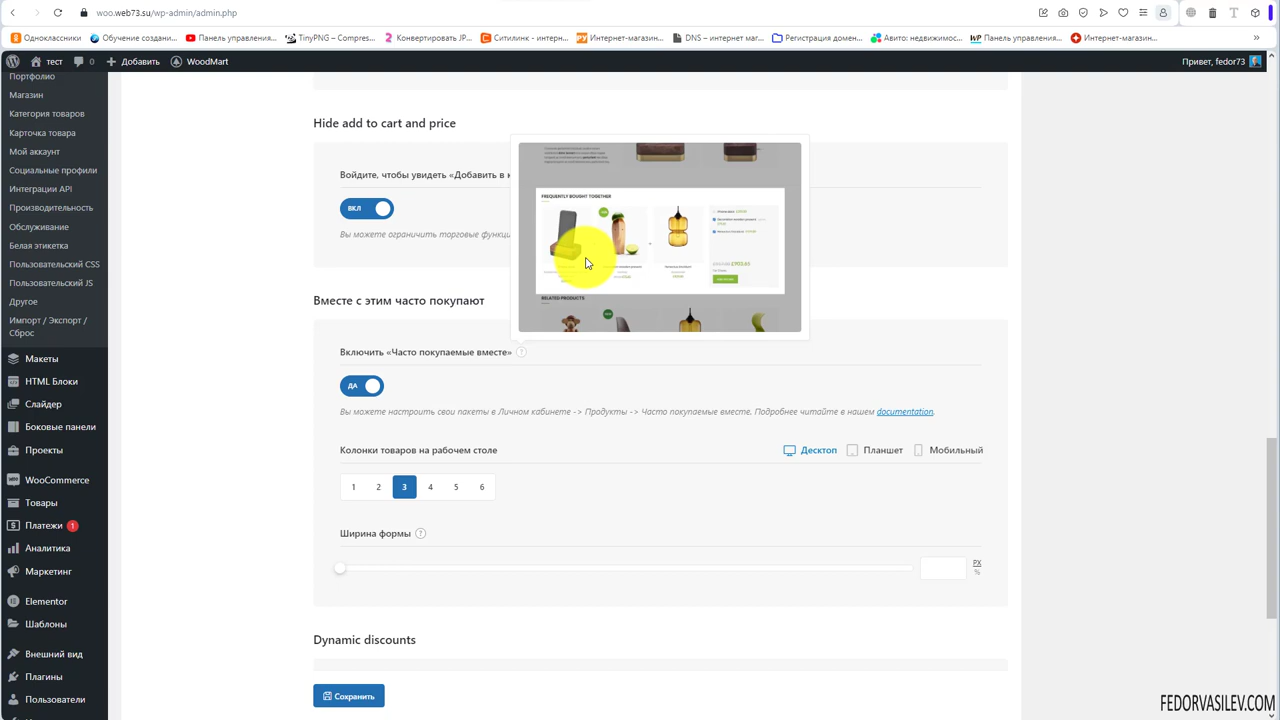 woo.web73.su/wp-admin/admin.php
Одноклассники
Обучение создани...
Панель управления...
TinyPNG – Compres...
Конвертировать JP...
Ситилинк - интерн...
Интернет-магазин...
DNS – интернет маг...
Регистрация домен...
Авито: недвижимос...
Панель управления...
Интернет-магазин...
тест
0
Добавить
WoodMart
Привет, fedor73
Портфолио
Магазин
Категория товаров
Карточка товара
Мой аккаунт
Социальные профили
Интеграции API
Производительность
Обслуживание
Белая этикетка
Пользовательский CSS
Пользовательский JS
Другое
Импорт / Экспорт /
Сброс
Макеты
HTML Блоки
Слайдер
Боковые панели
Проекты
WooCommerce
Товары
Платежи 1
Аналитика
Маркетинг
Elementor
Шаблоны
Внешний вид
Плагины
Пользователи
Hide add to cart and price
Войдите, чтобы увидеть «Добавить в к
ВКЛ
Вы можете ограничить торговые функци
FREQUENTLY BOUGHT TOGETHER
RELATED PRODUCTS
Вместе с этим часто покупают
Включить «Часто покупаемые вместе» ?
ДА
Вы можете настроить свои пакеты в Личном кабинете -> Продукты -> Часто покупаемые вместе. Подробнее читайте в нашем documentation.
Колонки товаров на рабочем столе
Десктоп
Планшет
Мобильный
1 2 3 4 5 6
Ширина формы ?
PX
%
Dynamic discounts
Сохранить
FEDORVASILEV.COM